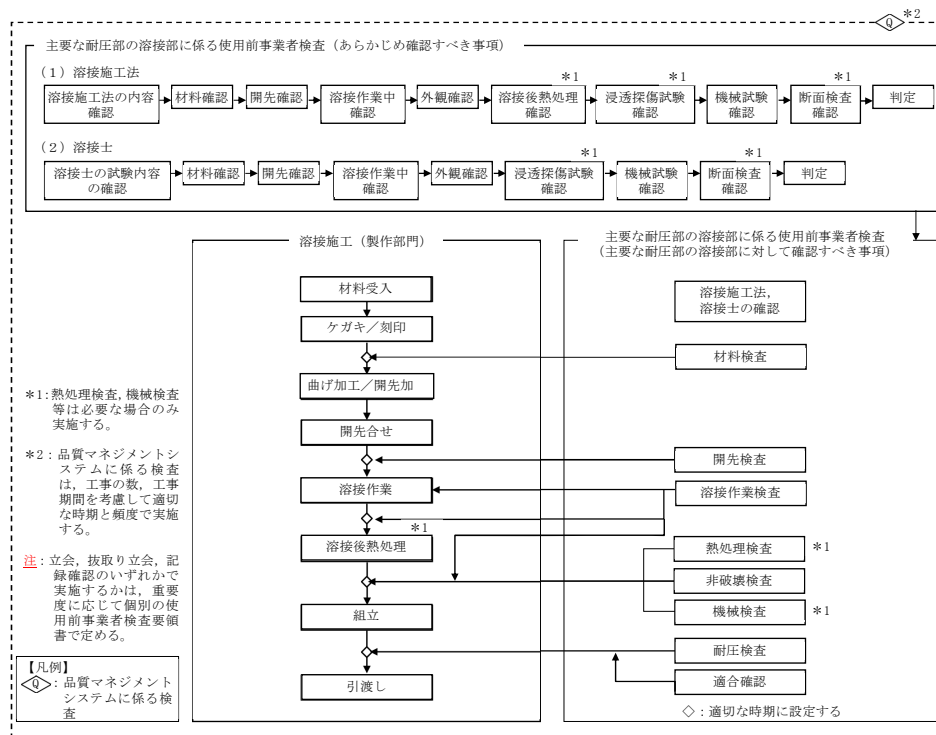 Q
＊2
主要な耐圧部の溶接部に係る使用前事業者検査（あらかじめ確認すべき事項）
（1）溶接施工法
＊1
＊1
＊1
溶接施工法の内容
確認
材料確認
開先確認
溶接作業中
確認
外観確認
溶接後熱処理
確認
浸透探傷試験
確認
機械試験
確認
断面検査
確認
判定
（2）溶接士
＊1
＊1
溶接士の試験内容
の確認
材料確認
開先確認
溶接作業中
確認
外観確認
浸透探傷試験
確認
機械試験
確認
断面検査
確認
判定
溶接施工（製作部門）
材料受入
ケガキ／刻印
曲げ加工／開先加
開先合せ
溶接作業
＊1
溶接後熱処理
組立
引渡し
主要な耐圧部の溶接部に係る使用前事業者検査
（主要な耐圧部の溶接部に対して確認すべき事項）
溶接施工法，
溶接士の確認
材料検査
開先検査
溶接作業検査
熱処理検査
＊1
非破壊検査
機械検査
＊1
耐圧検査
適合確認
◇：適切な時期に設定する
＊1：熱処理検査，機械検査
等は必要な場合のみ
実施する。
＊2：品質マネジメントシ
ステムに係る検査
は，工事の数，工事
期間を考慮して適切
な時期と頻度で実施
する。
注：立会，抜取り立会，記
録確認のいずれかで
実施するかは，重要
度に応じて個別の使
用前事業者検査要領
書で定める。
【凡例】
Q：品質マネジメント
システムに係る検
査